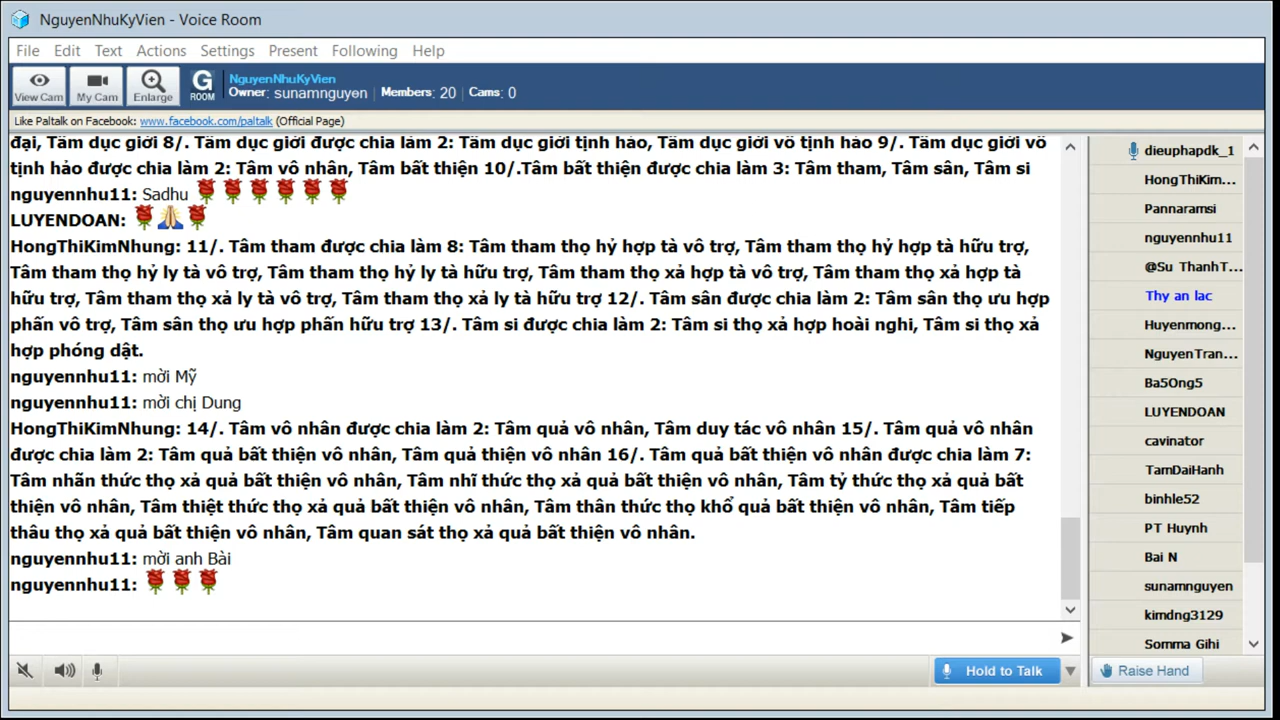 NguyenNhuKyVien - Voice Room
File Edit Text Actions Settings Present Following Help
View Cam My Cam Enlarge G ROOM
NguyenNhuKyVien
Owner: sunamnguyen | Members: 20 | Cams: 0
Like Paltalk on Facebook: www.facebook.com/paltalk (Official Page)
đại, Tâm dục giới 8/. Tâm dục giới được chia làm 2: Tâm dục giới tịnh hảo, Tâm dục giới vô tịnh hảo 9/. Tâm dục giới vô
tịnh hảo được chia làm 2: Tâm vô nhân, Tâm bất thiện 10/.Tâm bất thiện được chia làm 3: Tâm tham, Tâm sân, Tâm si
nguyennhu11: Sadhu
LUYENDOAN:
HongThiKimNhung: 11/. Tâm tham được chia làm 8: Tâm tham thọ hỷ hợp tà vô trợ, Tâm tham thọ hỷ hợp tà hữu trợ,
Tâm tham thọ hỷ ly tà vô trợ, Tâm tham thọ hỷ ly tà hữu trợ, Tâm tham thọ xả hợp tà vô trợ, Tâm tham thọ xả hợp tà
hữu trợ, Tâm tham thọ xả ly tà vô trợ, Tâm tham thọ xả ly tà hữu trợ 12/. Tâm sân được chia làm 2: Tâm sân thọ ưu hợp
phấn vô trợ, Tâm sân thọ ưu hợp phấn hữu trợ 13/. Tâm si được chia làm 2: Tâm si thọ xả hợp hoài nghi, Tâm si thọ xả
hợp phóng dật.
nguyennhu11: mời Mỹ
nguyennhu11: mời chị Dung
HongThiKimNhung: 14/. Tâm vô nhân được chia làm 2: Tâm quả vô nhân, Tâm duy tác vô nhân 15/. Tâm quả vô nhân
được chia làm 2: Tâm quả bất thiện vô nhân, Tâm quả thiện vô nhân 16/. Tâm quả bất thiện vô nhân được chia làm 7:
Tâm nhãn thức thọ xả quả bất thiện vô nhân, Tâm nhĩ thức thọ xả quả bất thiện vô nhân, Tâm tỷ thức thọ xả quả bất
thiện vô nhân, Tâm thiệt thức thọ xả quả bất thiện vô nhân, Tâm thân thức thọ khổ quả bất thiện vô nhân, Tâm tiếp
thâu thọ xả quả bất thiện vô nhân, Tâm quan sát thọ xả quả bất thiện vô nhân.
nguyennhu11: mời anh Bài
nguyennhu11:
dieuphapdk_1
HongThiKim...
Pannaramsi
nguyennhu11
@Su ThanhT...
Thy an lac
Huyenmong...
NguyenTran...
Ba5Ong5
LUYENDOAN
cavinator
TamDaiHanh
binhle52
PT Huynh
Bai N
sunamnguyen
kimdng3129
Somma Gihi
Hold to Talk
Raise Hand